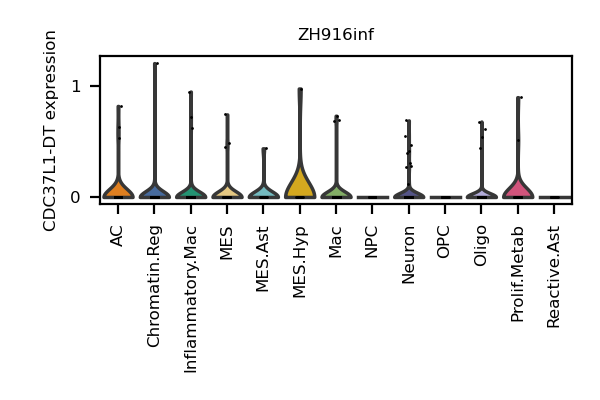 ZH916inf
CDC37L1-DT expression
1
0
AC
Chromatin.Reg
Inflammatory.Mac
MES
MES.Ast
MES.Hyp
Mac
NPC
Neuron
OPC
Oligo
Prolif.Metab
Reactive.Ast